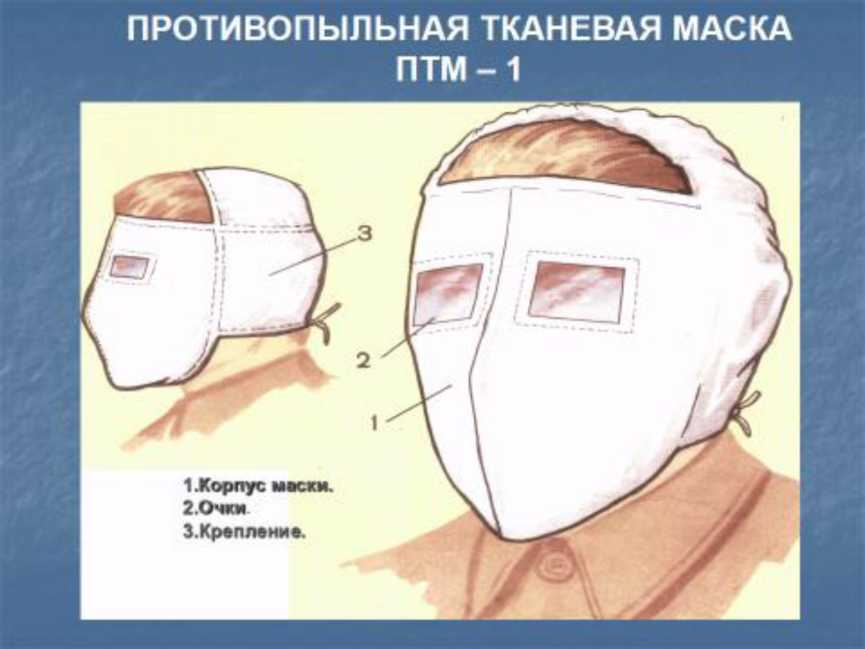 ПРОТИВОПЫЛЬНАЯ ТКАНЕВАЯ МАСКА
ПТМ – 1
3
2
1
1.Корпус маски.
2.Очки.
3.Крепление.